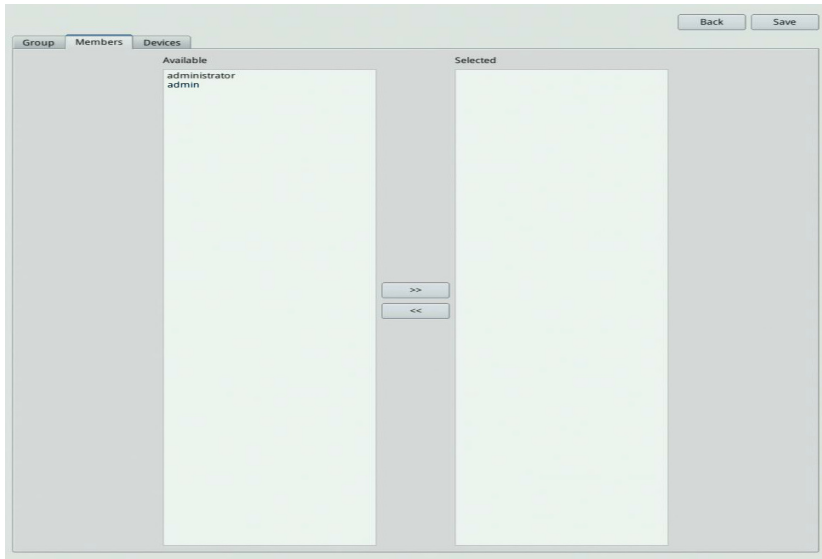 Back Save
Group Members Devices
Available Selected
administrator
admin
>>
<<